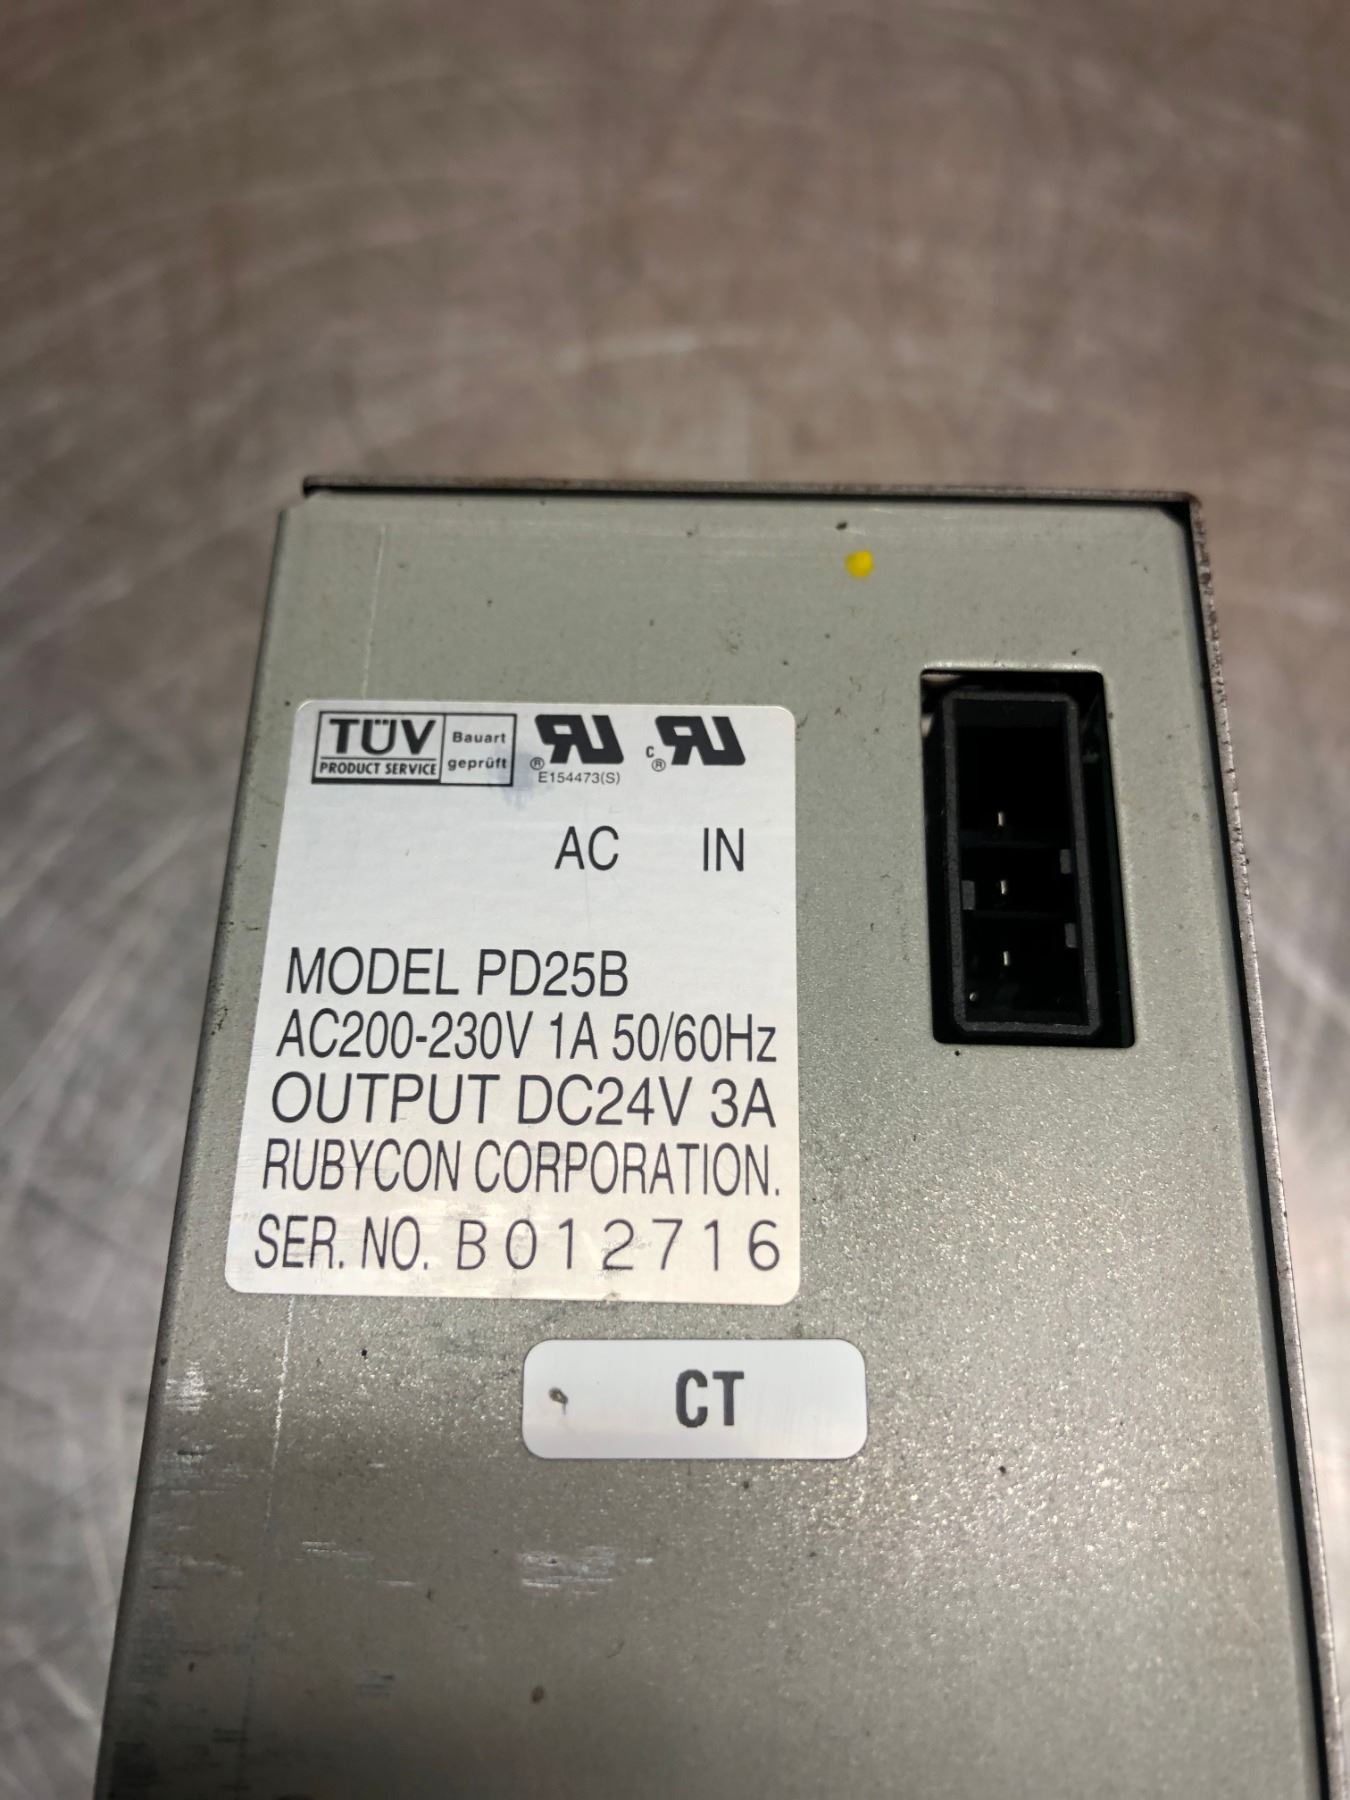 TÜV Bauart
PRODUCT SERVICE geprüft
® E154473(S)
c ®
AC IN
MODEL PD25B
AC200-230V 1A 50/60Hz
OUTPUT DC24V 3A
RUBYCON CORPORATION.
SER. NO. B012716
CT